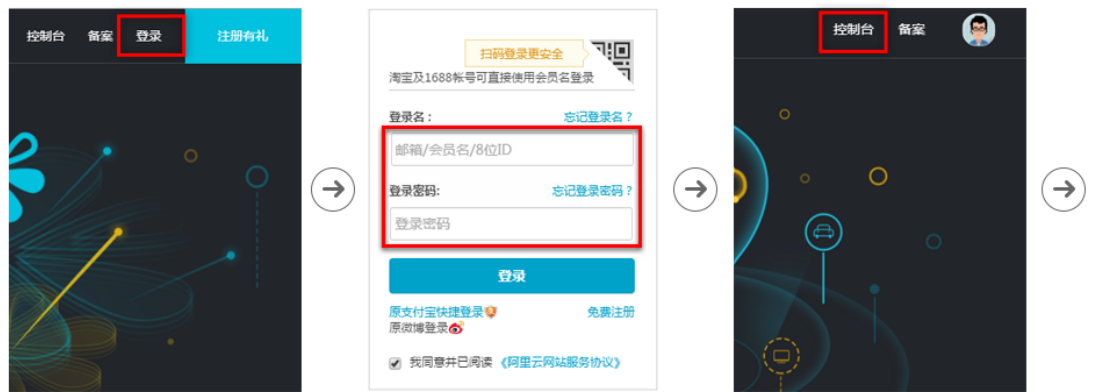 控制台 备案 登录 注册有礼
扫码登录更安全
淘宝及1688帐号可直接使用会员名登录
登录名： 忘记登录名？
邮箱/会员名/8位ID
登录密码: 忘记登录密码？
登录密码
登录
原支付宝快捷登录 免费注册
原微博登录
我同意并已阅读 《阿里云网站服务协议》
控制台 备案